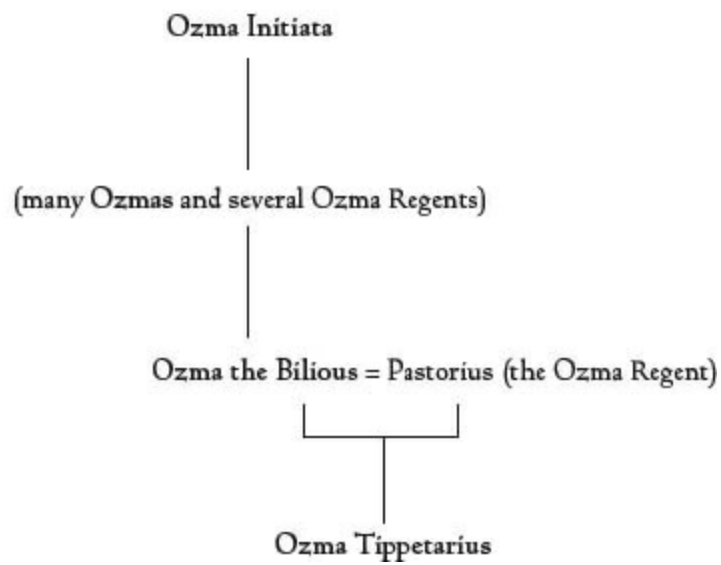 Ozma Initiata
(many Ozmas and several Ozma Regents)
Ozma the Bilious = Pastorius (the Ozma Regent)
Ozma Tippetarius